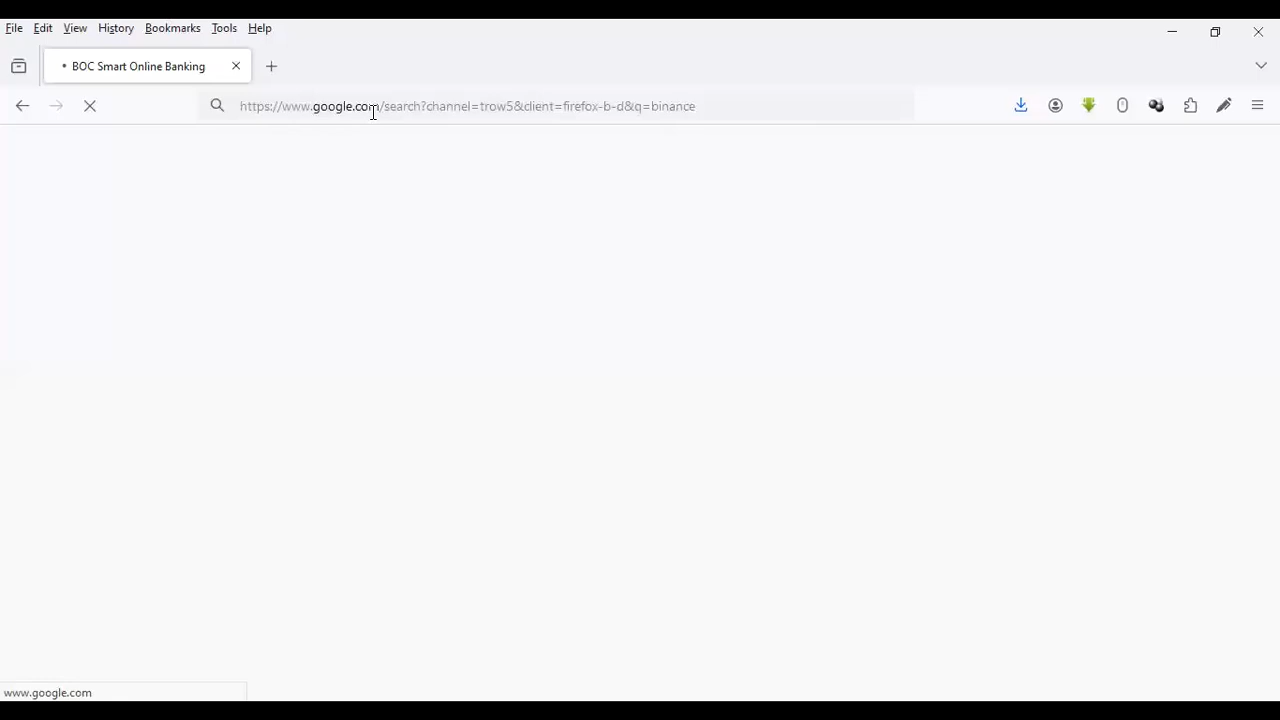 File Edit View History Bookmarks Tools Help
BOC Smart Online Banking
https://www.google.com/search?channel=trow5&client=firefox-b-d&q=binance
www.google.com